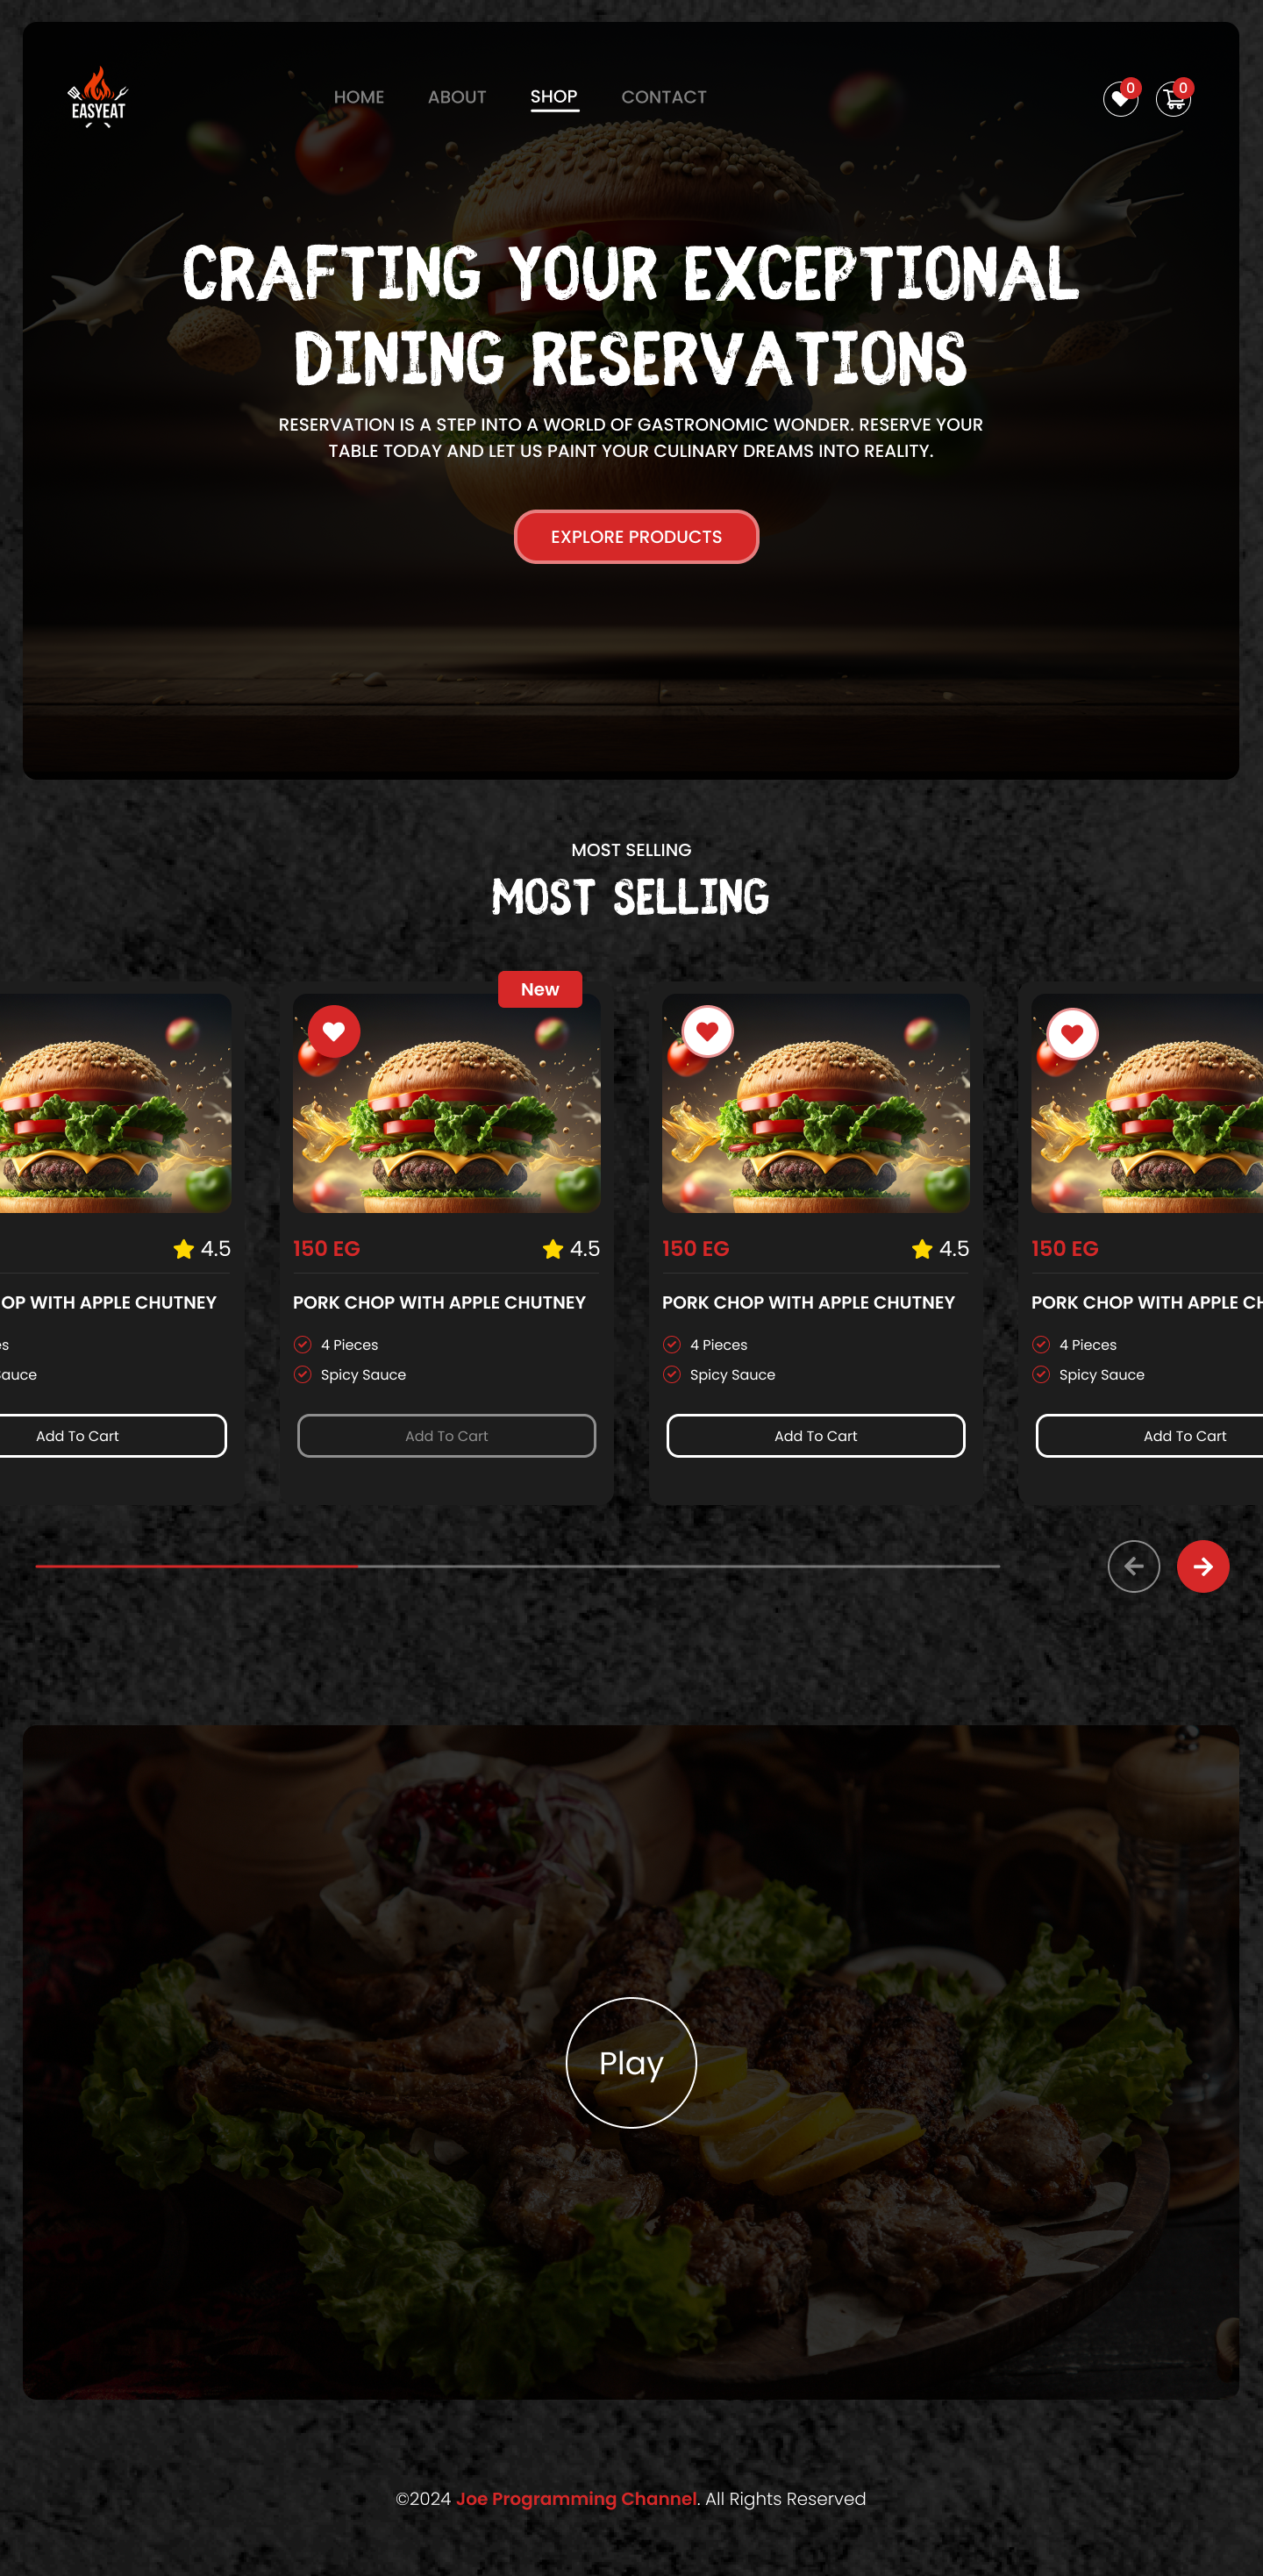 EASYEAT
HOME ABOUT SHOP CONTACT
0 0
CRAFTING YOUR EXCEPTIONAL
DINING RESERVATIONS
RESERVATION IS A STEP INTO A WORLD OF GASTRONOMIC WONDER. RESERVE YOUR
TABLE TODAY AND LET US PAINT YOUR CULINARY DREAMS INTO REALITY.
EXPLORE PRODUCTS
MOST SELLING
MOST SELLING
New
4.5 150 EG 4.5 150 EG 4.5 150 EG
OP WITH APPLE CHUTNEY PORK CHOP WITH APPLE CHUTNEY PORK CHOP WITH APPLE CHUTNEY PORK CHOP WITH APPLE CH
es 4 Pieces 4 Pieces 4 Pieces
Sauce Spicy Sauce Spicy Sauce Spicy Sauce
Add To Cart Add To Cart Add To Cart Add To Cart
Play
©2024 Joe Programming Channel. All Rights Reserved